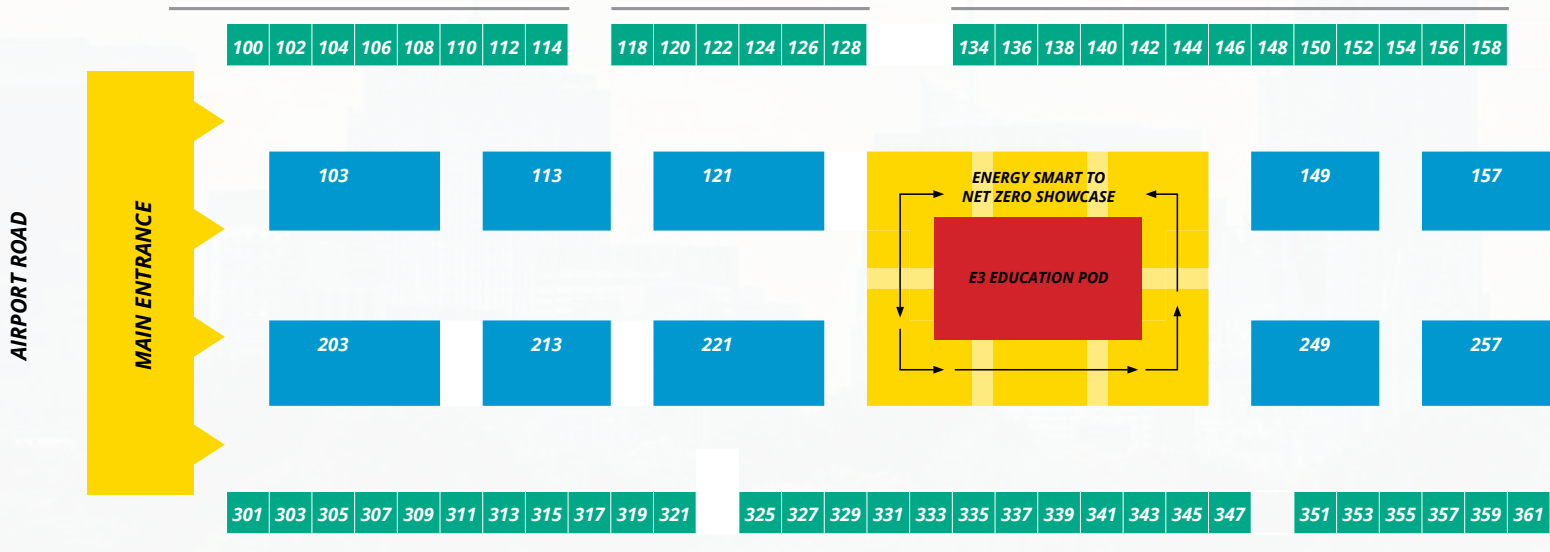 100 102 104 106 108 110 112 114 118 120 122 124 126 128 134 136 138 140 142 144 146 148 150 152 154 156 158
AIRPORT ROAD
MAIN ENTRANCE
103 113 121
ENERGY SMART TO
NET ZERO SHOWCASE
149 157
E3 EDUCATION POD
203 213 221 249 257
301 303 305 307 309 311 313 315 317 319 321 325 327 329 331 333 335 337 339 341 343 345 347 351 353 355 357 359 361